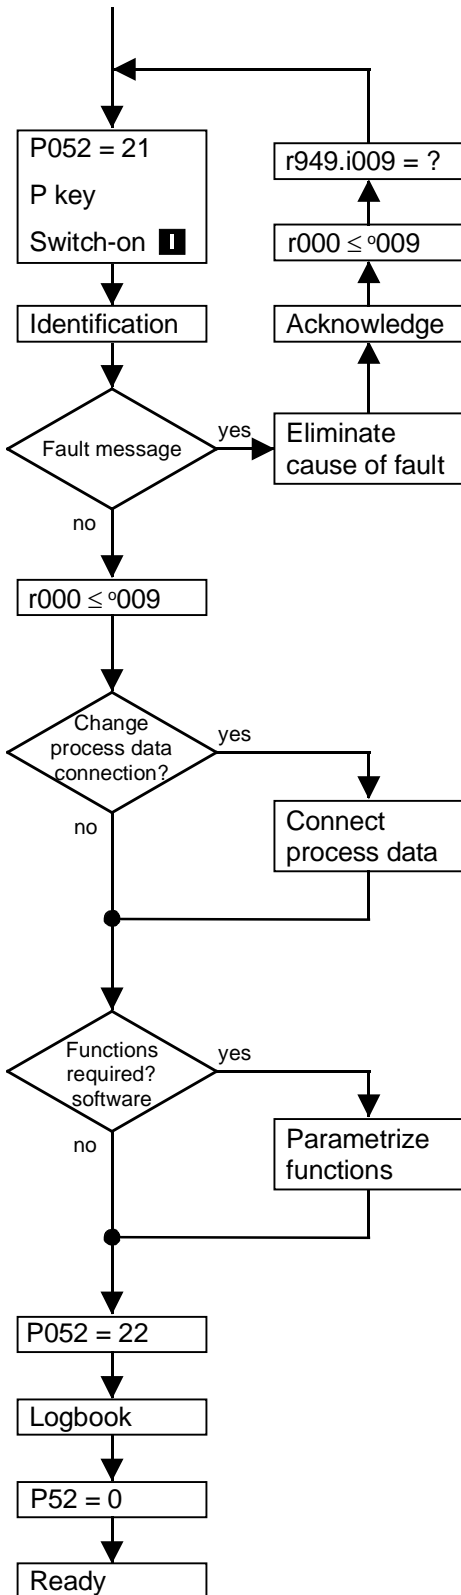 P052 = 21
P key
Switch-on I
r949.i009 = ?
r000 ≤ °009
Identification
Acknowledge
Fault message
yes
Eliminate
cause of fault
no
r000 ≤ °009
Change
process data
connection?
yes
no
Connect
process data
Functions
required?
software
yes
no
Parametrize
functions
P052 = 22
Logbook
P52 = 0
Ready